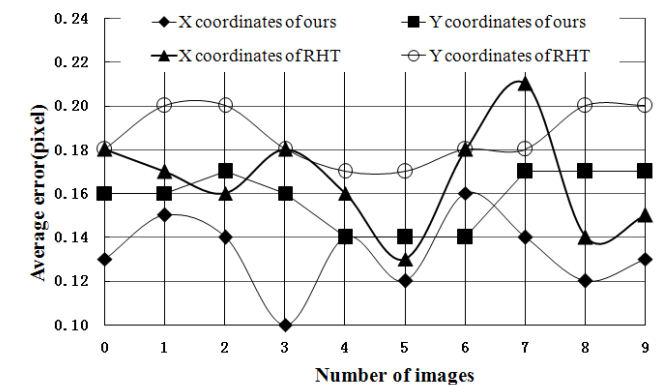 X coordinates of ours Y coordinates of ours
X coordinates of RHT Y coordinates of RHT
Average error(pixel)
0.24
0.22
0.20
0.18
0.16
0.14
0.12
0.10
0 1 2 3 4 5 6 7 8 9
Number of images